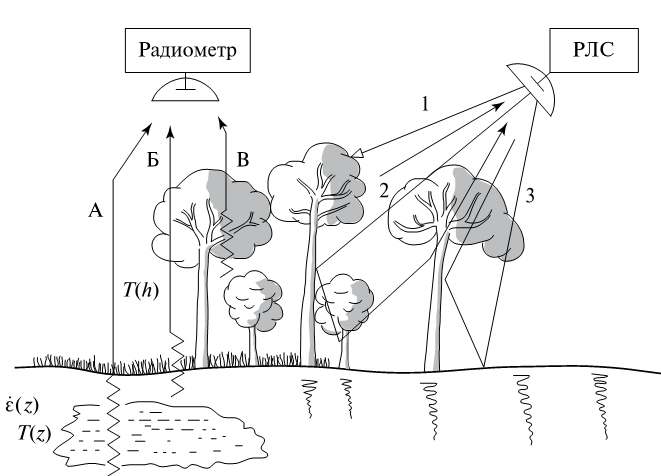 Радиометр
РЛС
1
Б
В
2
А
3
T(h)
ε̇(z)
T(z)